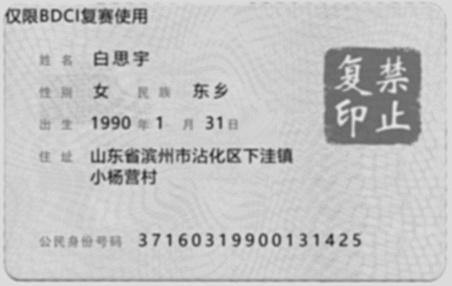 仅限BDCI复赛使用
姓名 白思宇
性别 女 民族 东乡
出生 1990 年 1 月 31 日
住址 山东省滨州市沾化区下洼镇
小杨营村
公民身份号码 37160319900131425
禁止
复印